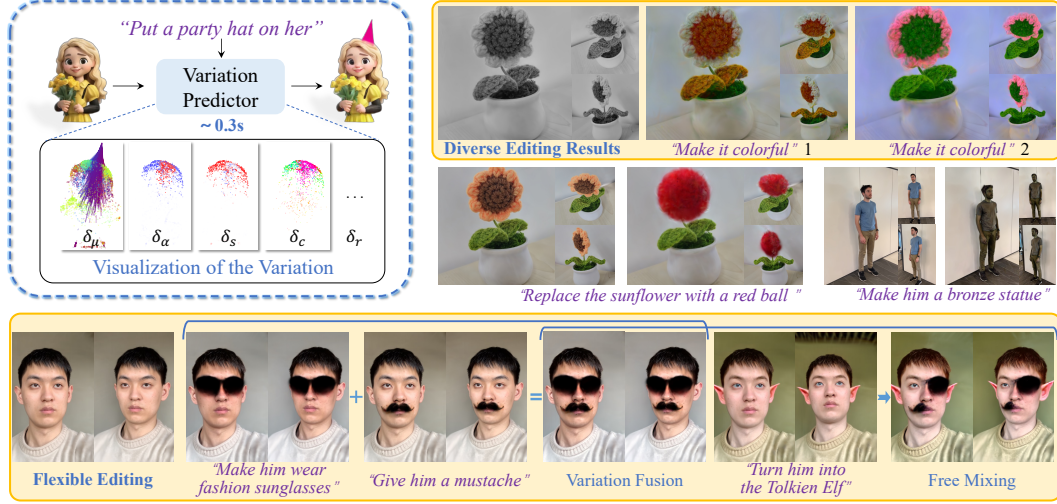 “Put a party hat on her”
Variation
Predictor
~ 0.3s
δμ
δα
δs
δc
...
δr
Visualization of the Variation
Diverse Editing Results
“Make it colorful” 1
“Make it colorful” 2
“Replace the sunflower with a red ball ”
“Make him a bronze statue”
+
=
Flexible Editing
“Make him wear
fashion sunglasses”
“Give him a mustache”
Variation Fusion
“Turn him into
the Tolkien Elf”
Free Mixing